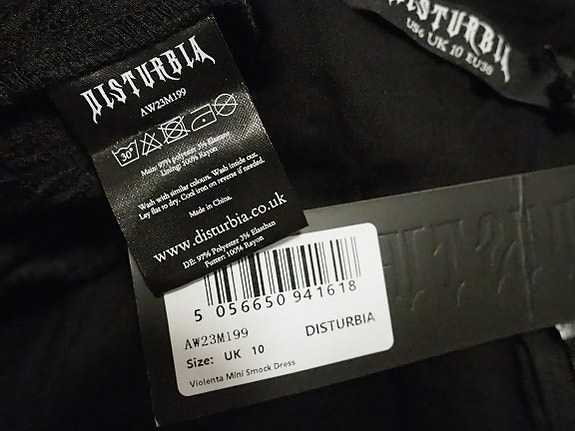 DISTURBIA
US6 UK 10 EU38
DISTURBIA
AW23M199
30°
Main: 97% polyester 3% Elastane
Lining: 100% Rayon
Wash with similar colours. Wash inside out.
Lay flat to dry. Cool iron on reverse if needed.
Made in China.
www.disturbia.co.uk
DE: 97% Polyester 3% Elasthan
Futter: 100% Rayon
5 056650 941618
AW23M199
DISTURBIA
Size: UK 10
Violenta Mini Smock Dress